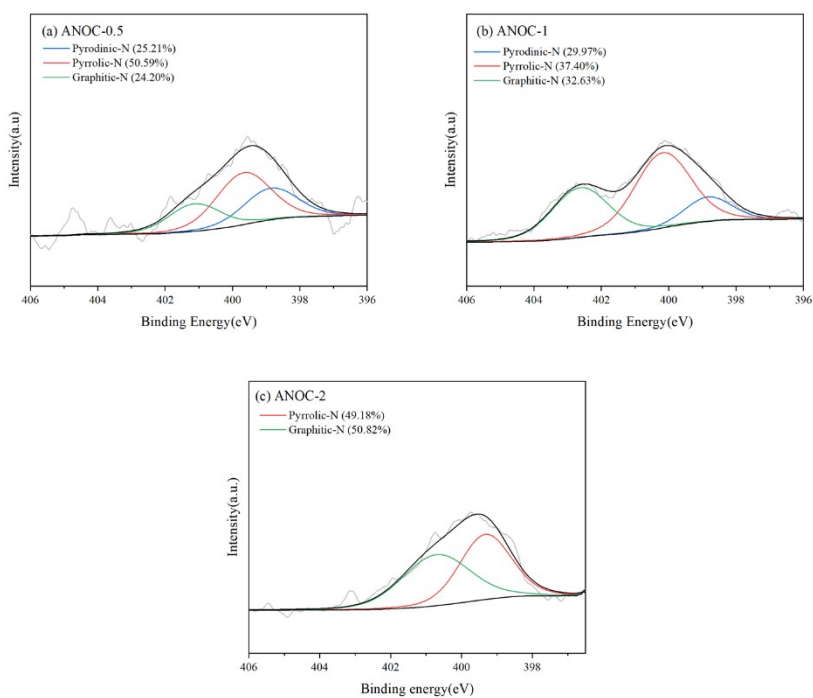 (a) ANOC-0.5
Pyrodinic-N (25.21%)
Pyrrolic-N (50.59%)
Graphitic-N (24.20%)
Intensity(a.u)
406 404 402 400 398 396
Binding Energy(eV)
(b) ANOC-1
Pyrodinic-N (29.97%)
Pyrrolic-N (37.40%)
Graphitic-N (32.63%)
Intensity(a.u)
406 404 402 400 398 396
Binding Energy(eV)
(c) ANOC-2
Pyrrolic-N (49.18%)
Graphitic-N (50.82%)
Intensity(a.u.)
406 404 402 400 398
Binding energy(eV)